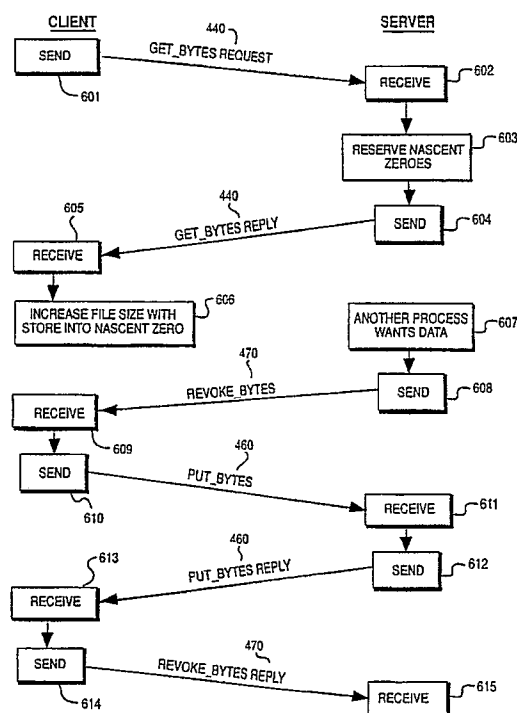 CLIENT
SERVER
440
SEND
GET_BYTES REQUEST
601
RECEIVE
602
RESERVE NASCENT
ZEROES
603
605
440
SEND
604
RECEIVE
GET_BYTES REPLY
606
INCREASE FILE SIZE WITH
STORE INTO NASCENT ZERO
ANOTHER PROCESS
WANTS DATA
607
470
REVOKE_BYTES
SEND
608
RECEIVE
609
460
SEND
PUT_BYTES
610
RECEIVE
611
613
460
PUT_BYTES REPLY
SEND
612
RECEIVE
470
SEND
REVOKE_BYTES REPLY
614
RECEIVE
615